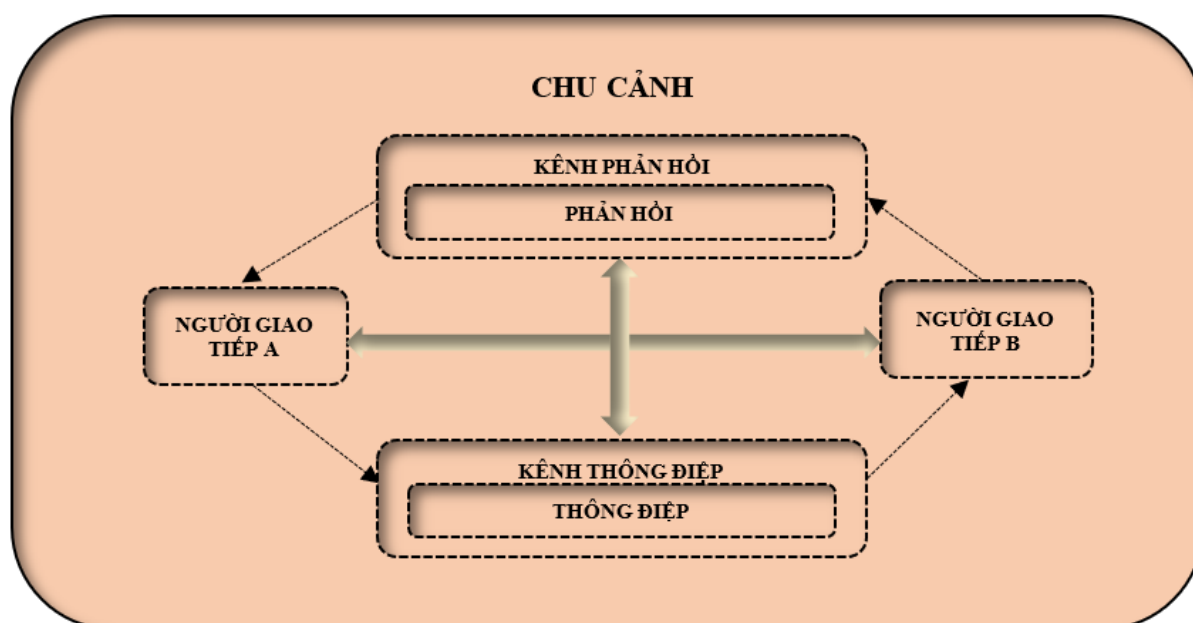 CHU CẢNH
KÊNH PHẢN HỒI
PHẢN HỒI
NGƯỜI GIAO
TIẾP A
NGƯỜI GIAO
TIẾP B
KÊNH THÔNG ĐIỆP
THÔNG ĐIỆP